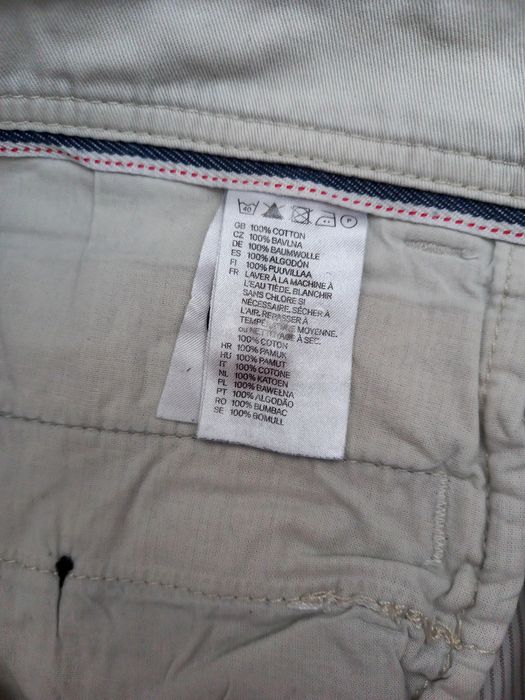 40 P
GB 100% COTTON
CZ 100% BAVLNA
DE 100% BAUMWOLLE
ES 100% ALGODÓN
FI 100% PUUVILLAA
FR LAVER À LA MACHINE À
L'EAU TIÈDE. BLANCHIR
SANS CHLORE SI
NÉCESSAIRE. SÉCHER À
L'AIR. REPASSER À
TEMPÉRATURE MOYENNE.
OU NETTOYAGE À SEC.
100% COTON
HR 100% PAMUK
HU 100% PAMUT
IT 100% COTONE
NL 100% KATOEN
PL 100% BAWEŁNA
PT 100% ALGODÃO
RO 100% BUMBAC
SE 100% BOMULL